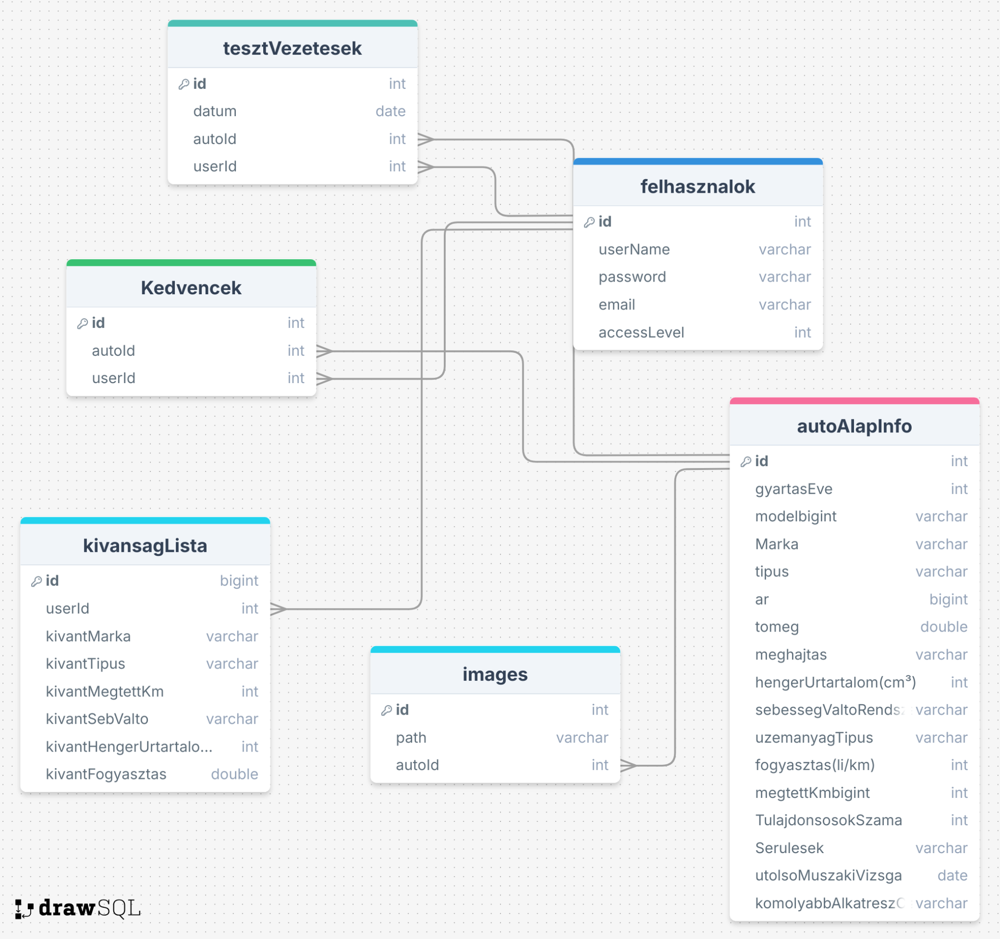 tesztVezetesek
id int
datum date
autoId int
userId int
felhasznalok
id int
userName varchar
password varchar
email varchar
accessLevel int
Kedvencek
id int
autoId int
userId int
autoAlapInfo
id int
gyartasEve int
modelbigint varchar
Marka varchar
tipus varchar
ar bigint
tomeg double
meghajtas varchar
hengerUrtartalom(cm³) int
sebessegValtoRendsz varchar
uzemanyagTipus varchar
fogyasztas(li/km) int
megtettKmbigint int
TulajdonsosokSzama int
Serulesek varchar
utolsoMuszakiVizsga date
komolyabbAlkatreszC varchar
kivansagLista
id bigint
userId int
kivantMarka varchar
kivantTipus varchar
kivantMegtettKm int
kivantSebValto varchar
kivantHengerUrtartalo... int
kivantFogyasztas double
images
id int
path varchar
autoId int
drawSQL